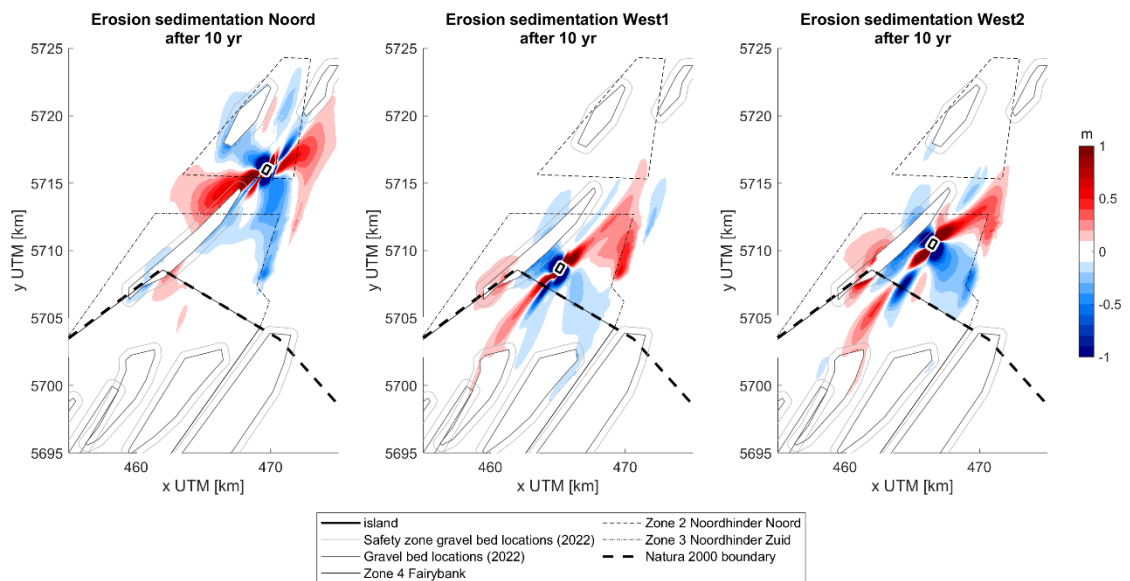 Erosion sedimentation Noord
after 10 yr
Erosion sedimentation West1
after 10 yr
Erosion sedimentation West2
after 10 yr
5725
5720
5715
5710
5705
5700
5695
y UTM [km]
460
470
x UTM [km]
5725
5720
5715
5710
5705
5700
5695
y UTM [km]
460
470
x UTM [km]
5725
5720
5715
5710
5705
5700
5695
y UTM [km]
460
470
x UTM [km]
m
1
0.5
0
-0.5
-1
island
Safety zone gravel bed locations (2022)
Gravel bed locations (2022)
Zone 4 Fairybank
Zone 2 Noordhinder Noord
Zone 3 Noordhinder Zuid
Natura 2000 boundary